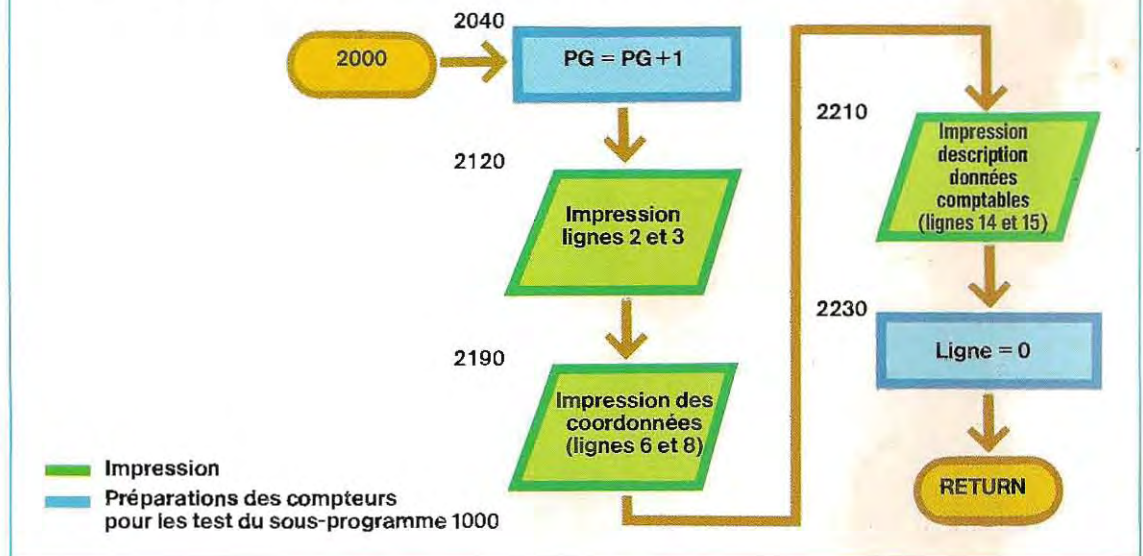 2000
2040
PG = PG+1
2120
Impression
lignes 2 et 3
2190
Impression des
coordonnées
(lignes 6 et 8)
2210
Impression
description
données
comptables
(lignes 14 et 15)
2230
Ligne = 0
RETURN
Impression
Préparations des compteurs
pour les test du sous-programme 1000